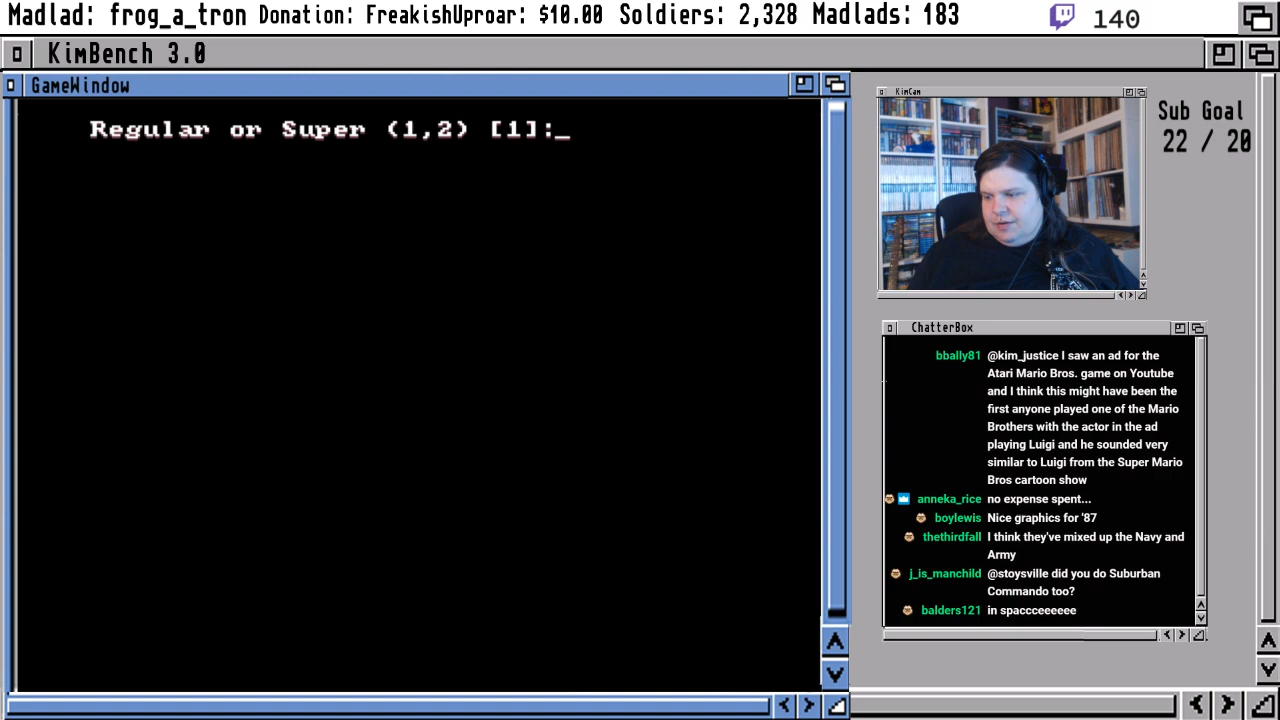 Madlad: frog_a_tron Donation: FreakishUproar: $10.00 Soldiers: 2,328 Madlads: 183 140
KimBench 3.0
GameWindow
Regular or Super (1,2) [1]:_
KimCam
Sub Goal
22 / 20
ChatterBox
bbally81 @kim_justice I saw an ad for the
Atari Mario Bros. game on Youtube
and I think this might have been the
first anyone played one of the Mario
Brothers with the actor in the ad
playing Luigi and he sounded very
similar to Luigi from the Super Mario
Bros cartoon show
anneka_rice no expense spent...
boylewis Nice graphics for '87
thethirdfall I think they've mixed up the Navy and
Army
j_is_manchild @stoysville did you do Suburban
Commando too?
balders121 in spaccceeeeee